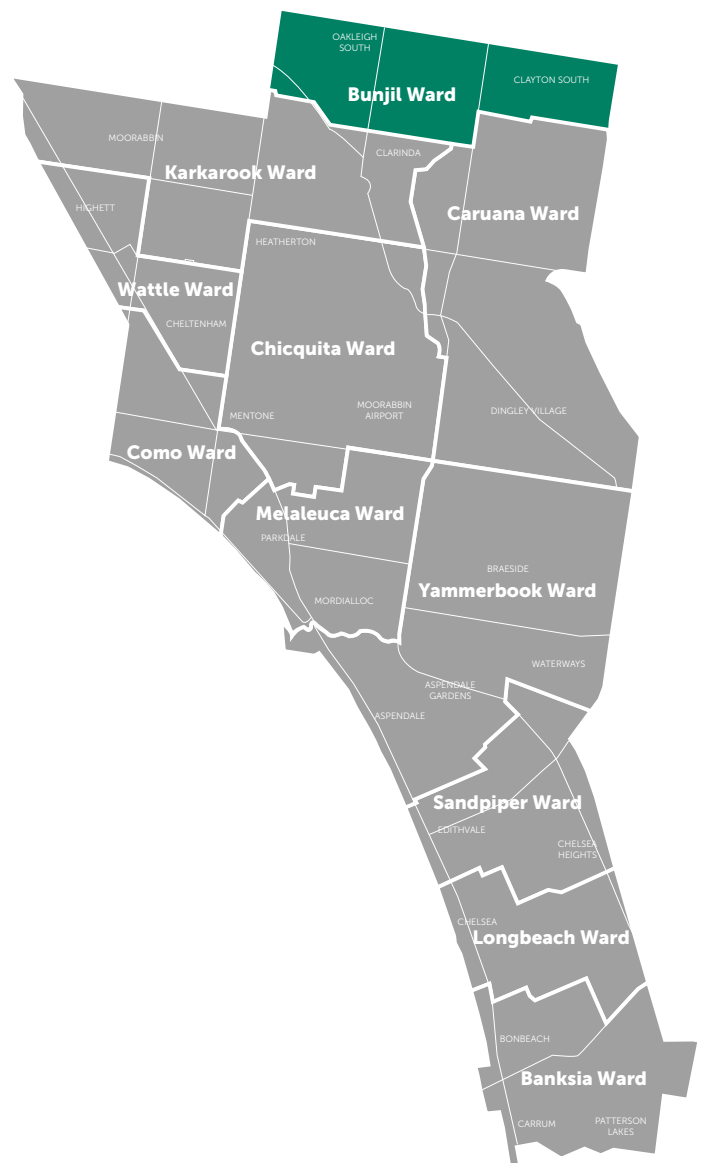 OAKLEIGH
SOUTH
CLAYTON SOUTH
Bunjil Ward
MOORABBIN
CLARINDA
Karkarook Ward
HIGHETT
Caruana Ward
HEATHERTON
Wattle Ward
CHELTENHAM
Chicquita Ward
MOORABBIN
AIRPORT
MENTONE
DINGLEY VILLAGE
Como Ward
Melaleuca Ward
PARKDALE
BRAESIDE
Yammerbook Ward
MORDIALLOC
WATERWAYS
ASPENDALE
GARDENS
ASPENDALE
Sandpiper Ward
EDITHVALE
CHELSEA
HEIGHTS
CHELSEA
Longbeach Ward
BONBEACH
Banksia Ward
CARRUM
PATTERSON
LAKES